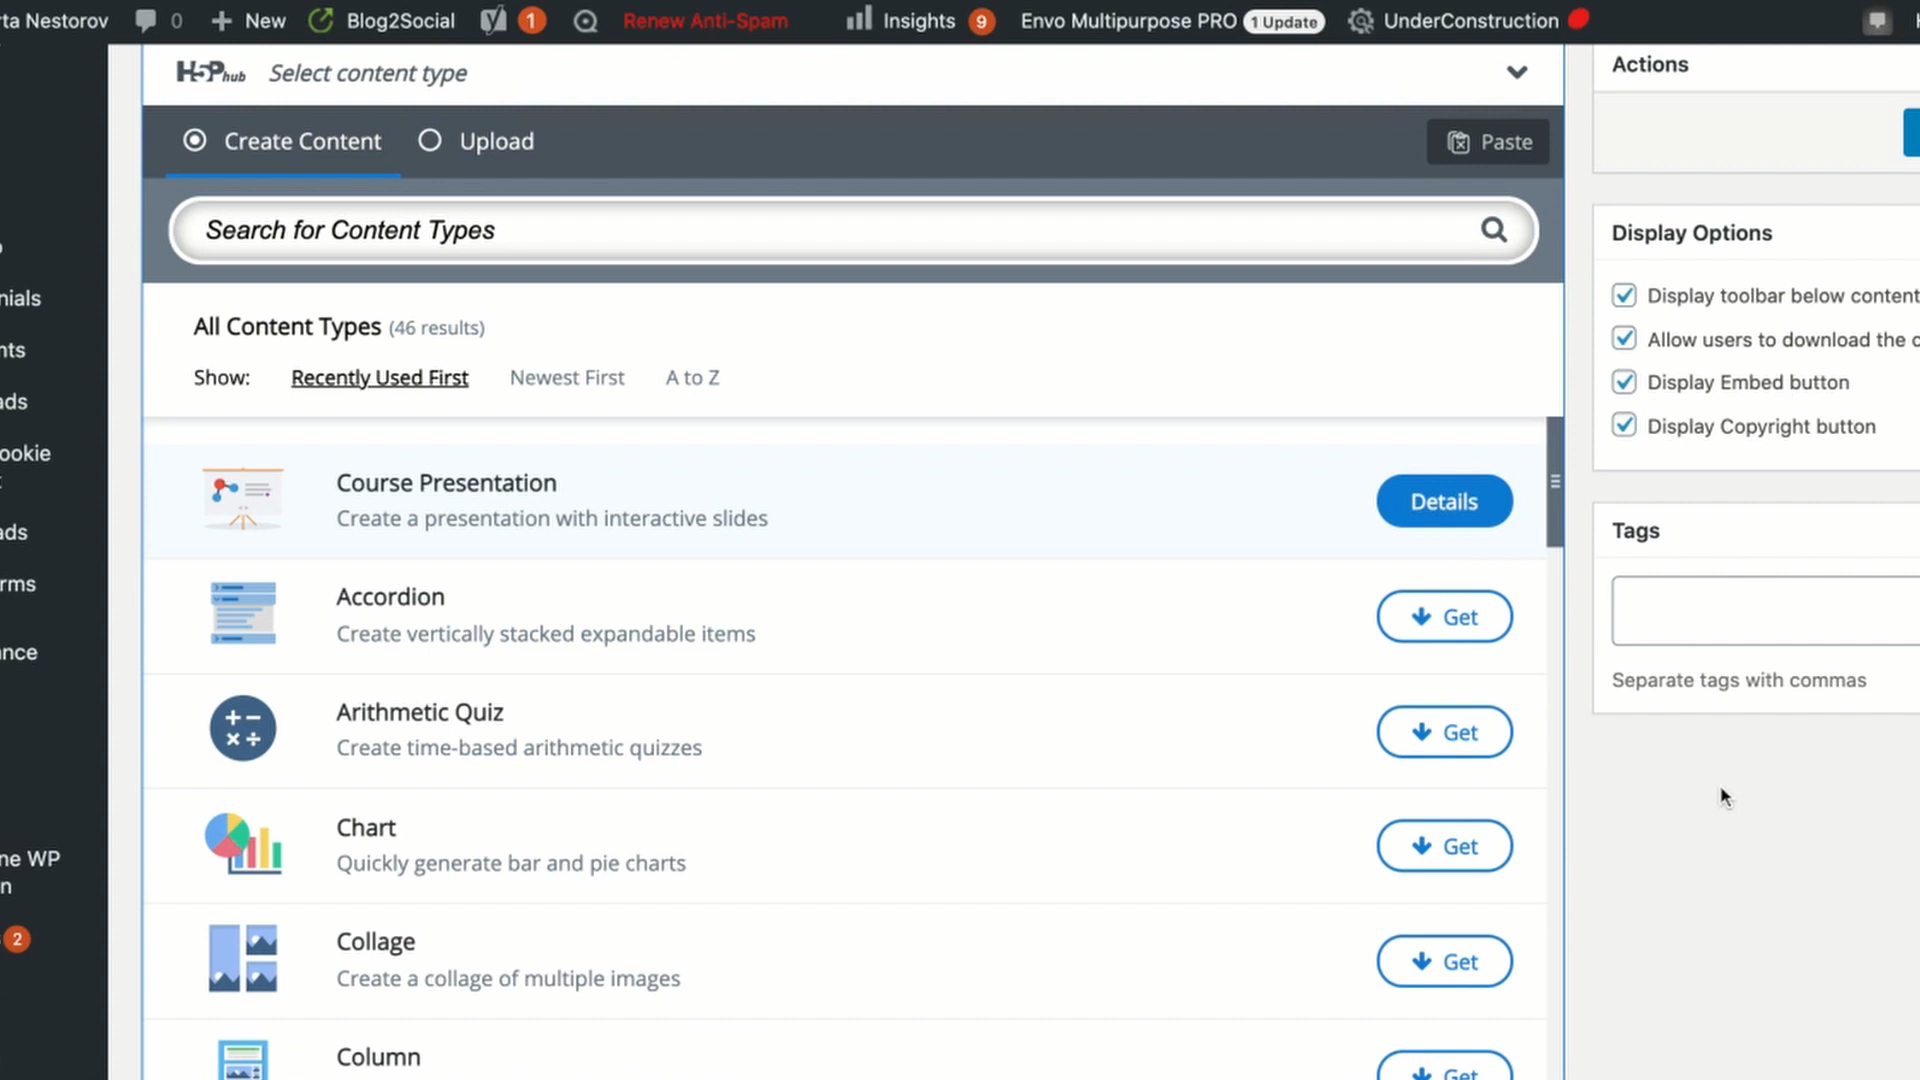 rta Nestorov 0 New Blog2Social 1 Renew Anti-Spam Insights 9 Envo Multipurpose PRO 1 Update UnderConstruction
H5P hub Select content type
Create Content Upload Paste
Search for Content Types
All Content Types (46 results)
Show: Recently Used First Newest First A to Z
Course Presentation
Create a presentation with interactive slides
Details
Accordion
Create vertically stacked expandable items
Get
Arithmetic Quiz
Create time-based arithmetic quizzes
Get
Chart
Quickly generate bar and pie charts
Get
Collage
Create a collage of multiple images
Get
Column
Get
Actions
Display Options
Display toolbar below content
Allow users to download the c
Display Embed button
Display Copyright button
Tags
Separate tags with commas
nials
nts
ads
ookie
t
ads
rms
ance
ne WP
n
2